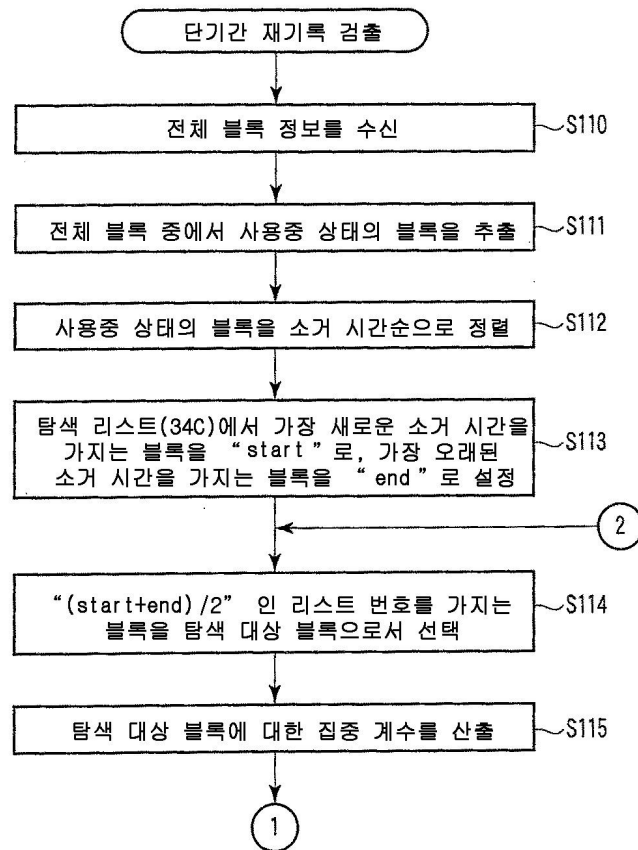 단기간 재기록 검출
전체 블록 정보를 수신
S110
전체 블록 중에서 사용중 상태의 블록을 추출
S111
사용중 상태의 블록을 소거 시간순으로 정렬
S112
탐색 리스트(34C)에서 가장 새로운 소거 시간을
가지는 블록을 “start”로, 가장 오래된
소거 시간을 가지는 블록을 “end”로 설정
S113
2
“(start+end)/2” 인 리스트 번호를 가지는
블록을 탐색 대상 블록으로서 선택
S114
탐색 대상 블록에 대한 집중 계수를 산출
S115
1